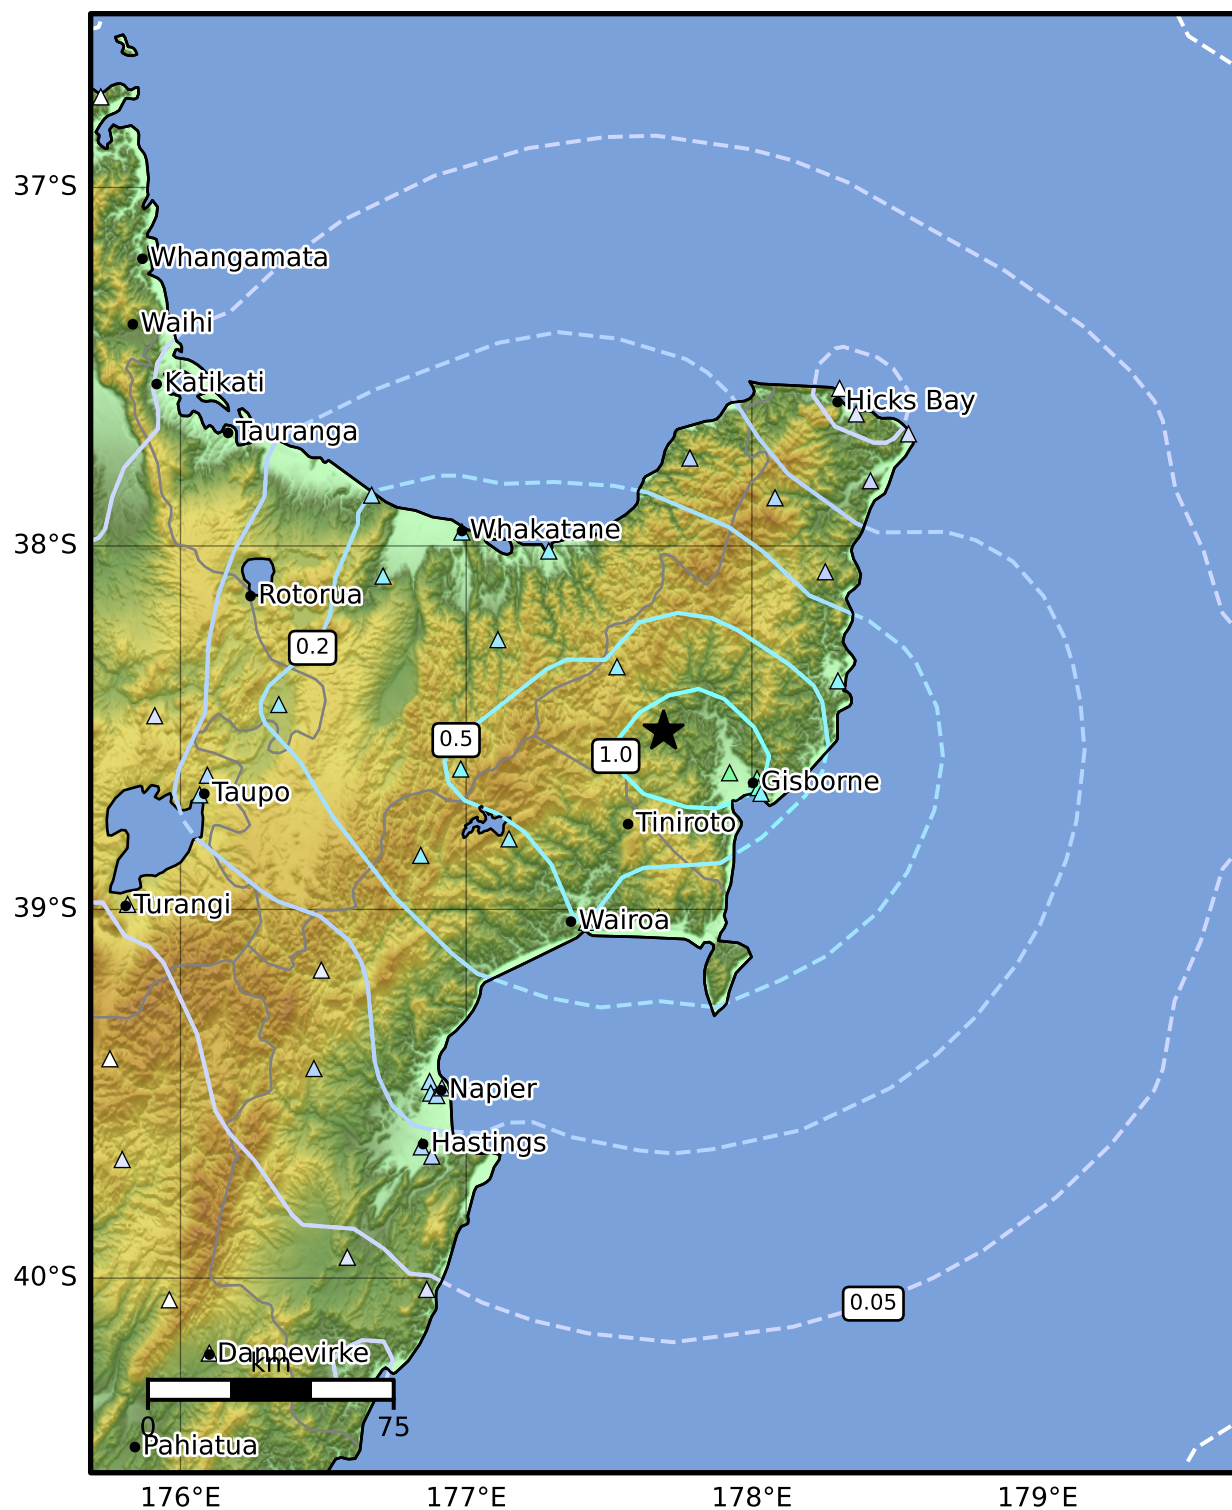 37°S
Whangamata
Waihi
Katikati
Hicks Bay
Tauranga
Whakatane
38°S
Rotorua
0.2
0.5
1.0
Gisborne
Taupo
Tiniroto
39°S
Turangi
Wairoa
Napier
Hastings
40°S
0.05
Dannevirke
km
0
75
Pahiatua
176°E
177°E
178°E
179°E